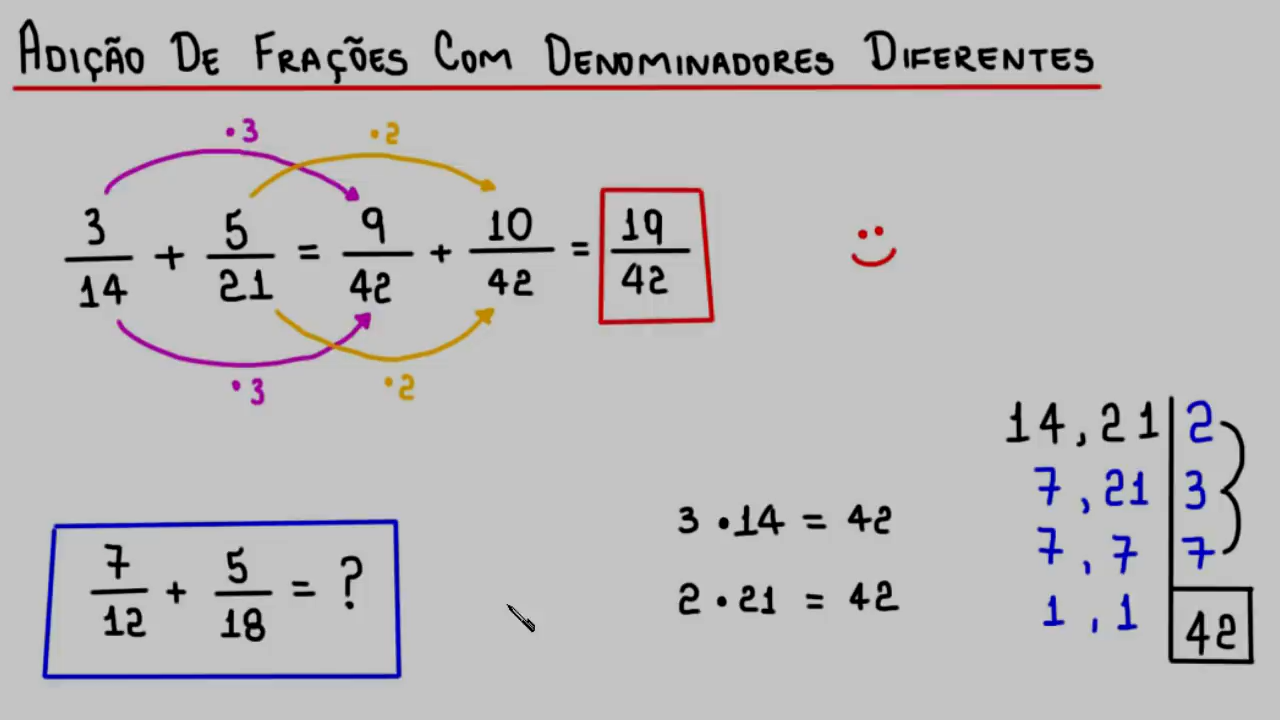 ADIÇÃO DE FRAÇÕES COM DENOMINADORES DIFERENTES
·3 ·2
3/14 + 5/21 = 9/42 + 10/42 = 19/42
·3 ·2
14, 21 | 2
7, 21 | 3
7, 7 | 7
1, 1 | 42
3 · 14 = 42
2 · 21 = 42
7/12 + 5/18 = ?